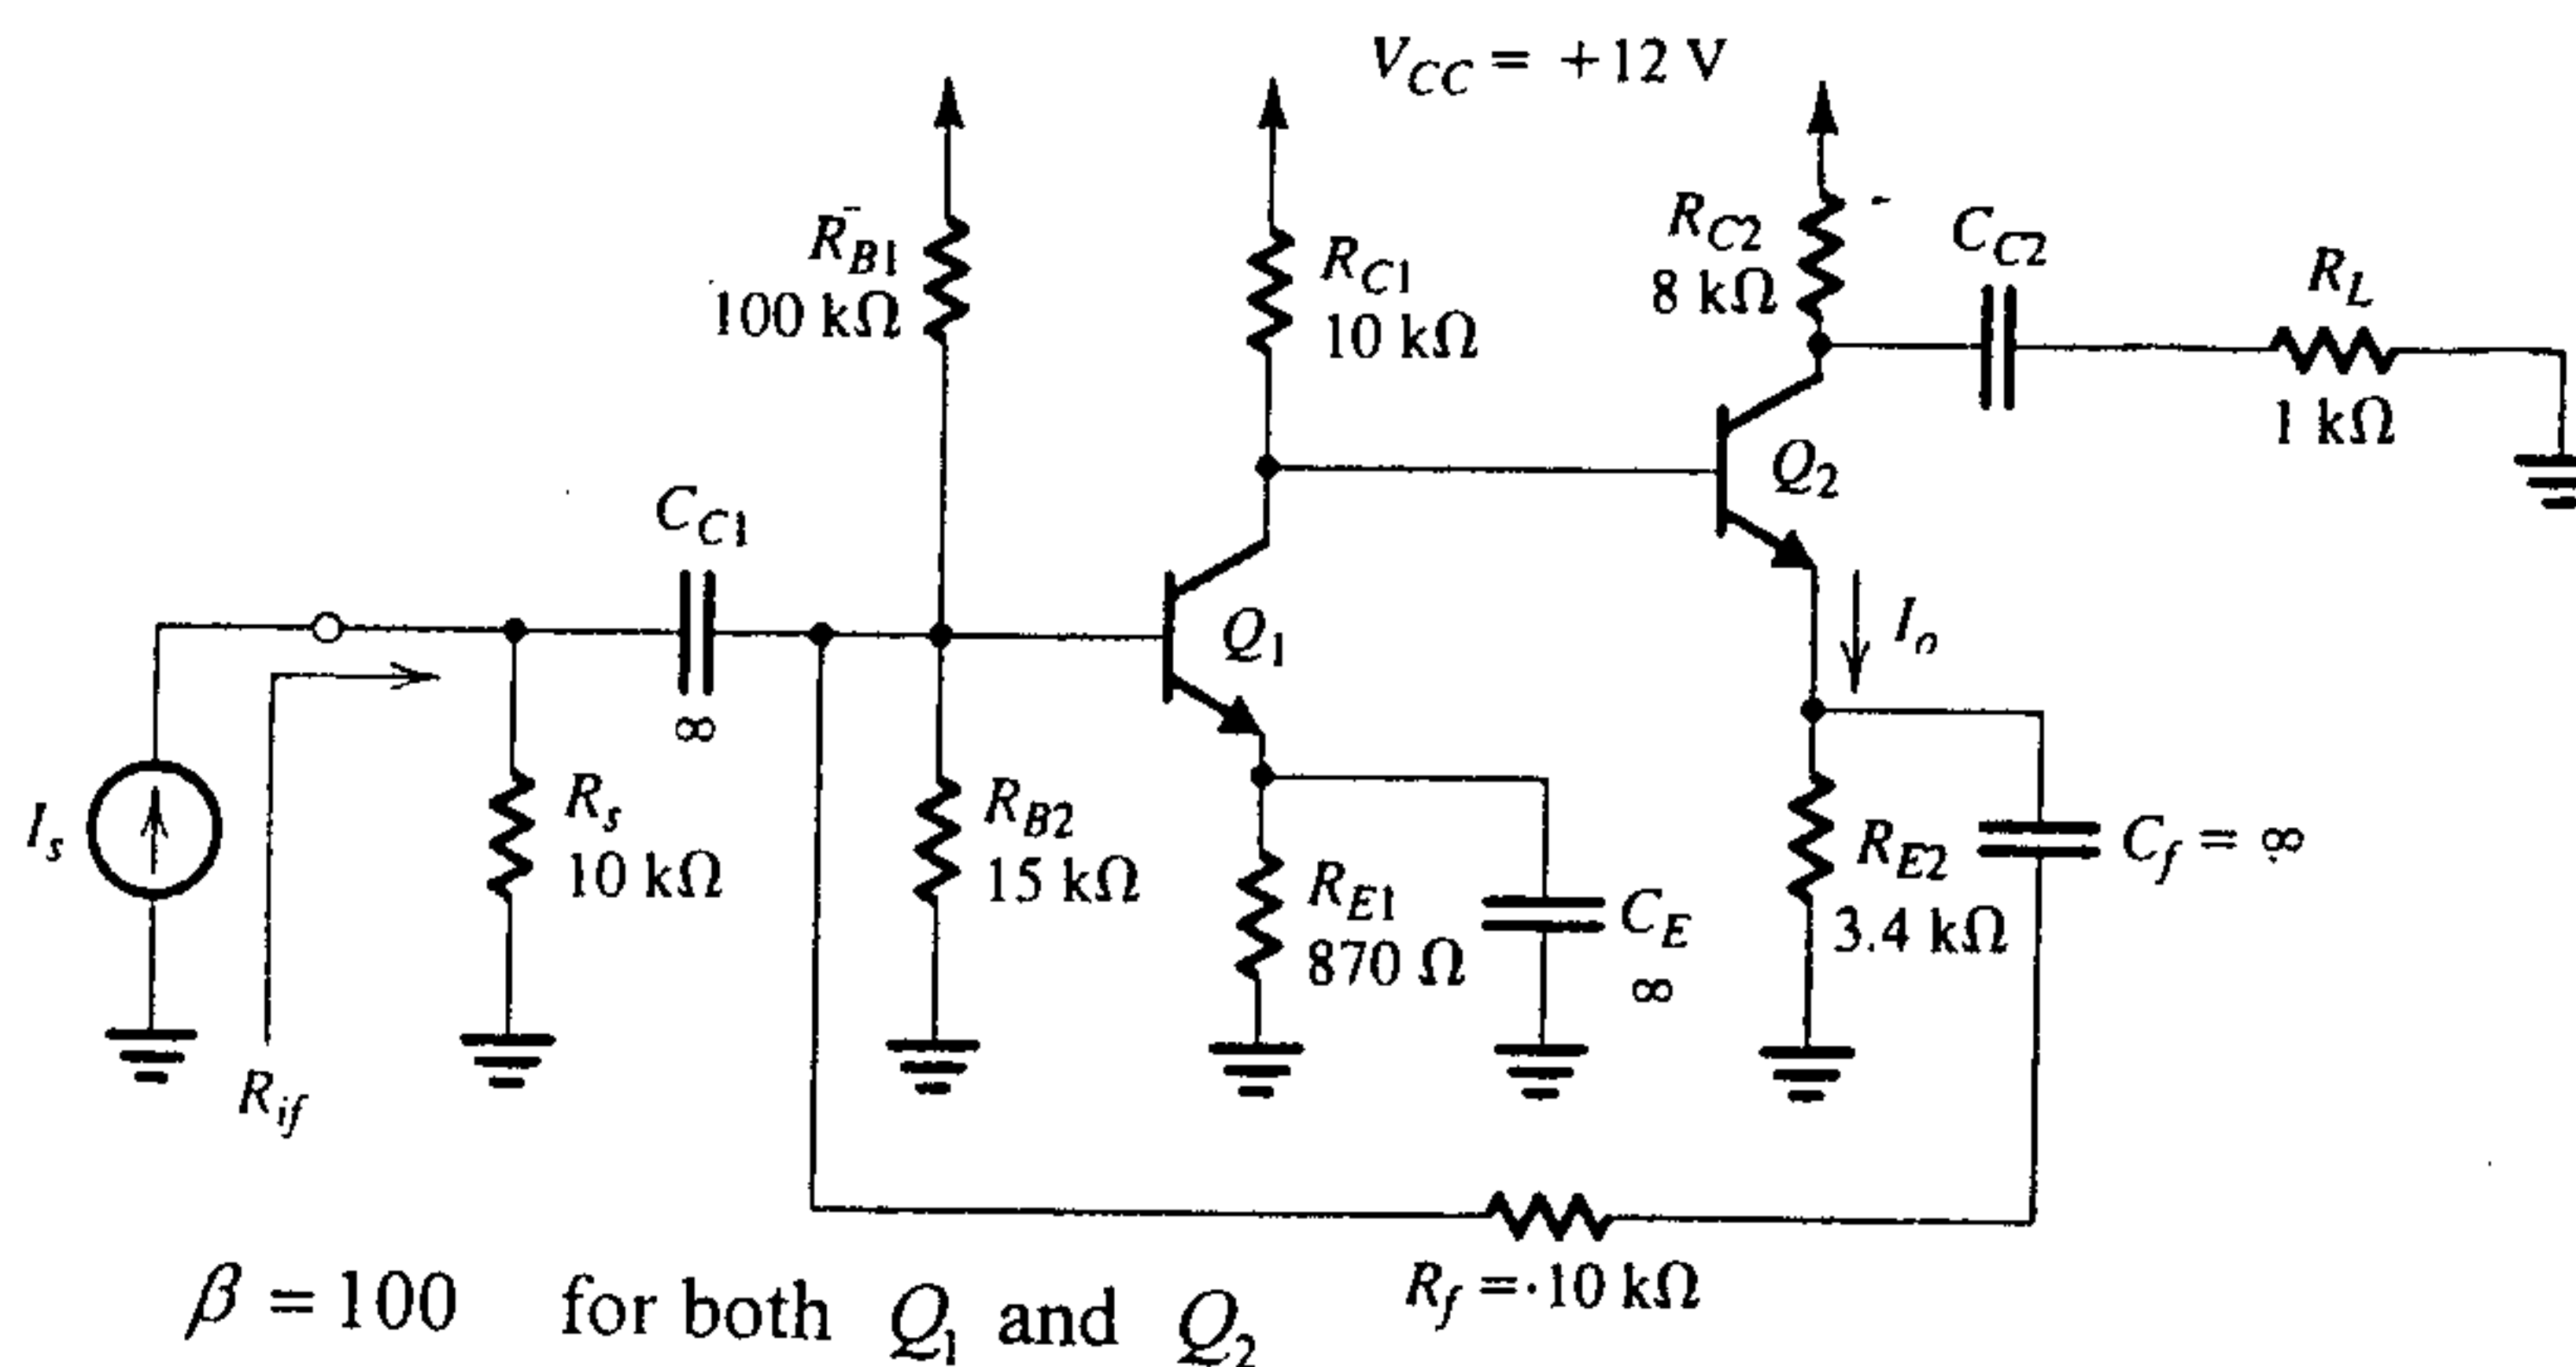 V_CC = +12 V
R_B1
100 kΩ
R_C1
10 kΩ
R_C2
8 kΩ
C_C2
R_L
1 kΩ
C_C1
∞
Q_1
Q_2
I_o
I_s
R_s
10 kΩ
R_B2
15 kΩ
R_E1
870 Ω
C_E
∞
R_E2
3.4 kΩ
C_f = ∞
R_if
R_f = 10 kΩ
β = 100 for both Q_1 and Q_2